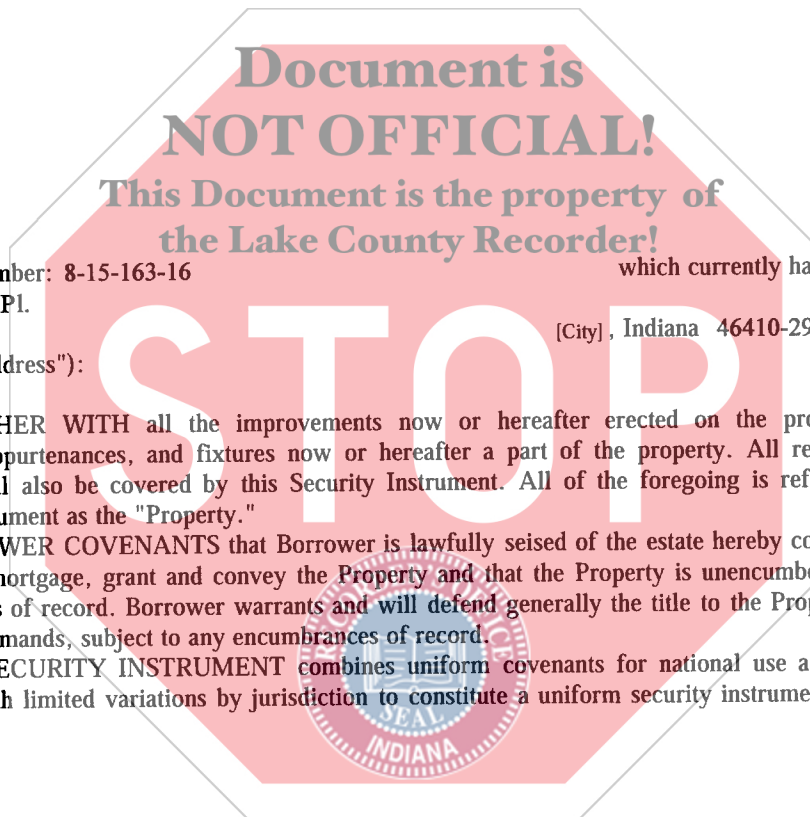 Document is
NOT OFFICIAL!
This Document is the property of
the Lake County Recorder!
mber: 8-15-163-16 which currently ha
Pl.
[City] , Indiana 46410-29
ddress"):
STOP
HER WITH all the improvements now or hereafter erected on the pro
ppurtenances, and fixtures now or hereafter a part of the property. All re
l also be covered by this Security Instrument. All of the foregoing is ref
ument as the "Property."
WER COVENANTS that Borrower is lawfully seised of the estate hereby co
mortgage, grant and convey the Property and that the Property is unencumbe
s of record. Borrower warrants and will defend generally the title to the Prop
mands, subject to any encumbrances of record.
ECURITY INSTRUMENT combines uniform covenants for national use a
h limited variations by jurisdiction to constitute a uniform security instrume
RECORDER'S OFFICE
SEAL
INDIANA